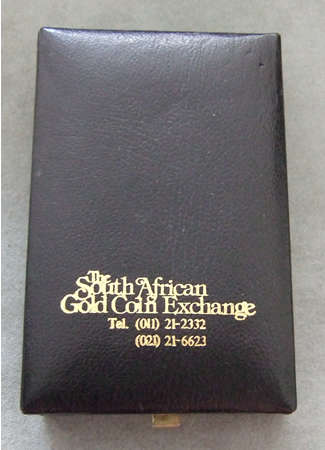 The
South African
Gold Coin Exchange
Tel. (011) 21-2332
(021) 21-6623